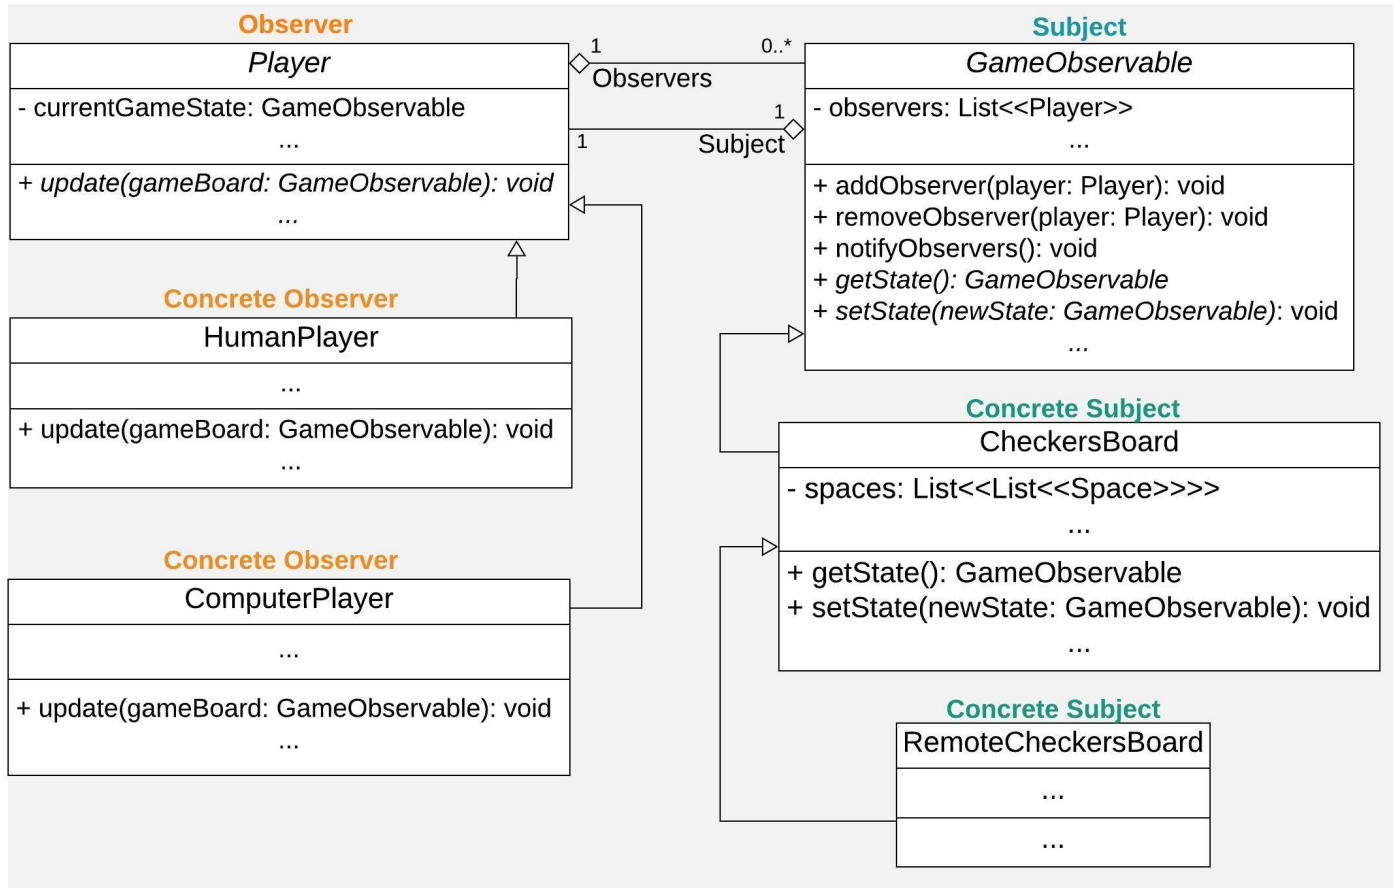 Observer
Player
- currentGameState: GameObservable
...
+ update(gameBoard: GameObservable): void
...
1
0..*
Observers
1
1
Subject
Subject
GameObservable
- observers: List<<Player>>
...
+ addObserver(player: Player): void
+ removeObserver(player: Player): void
+ notifyObservers(): void
+ getState(): GameObservable
+ setState(newState: GameObservable): void
...
Concrete Observer
HumanPlayer
...
+ update(gameBoard: GameObservable): void
...
Concrete Observer
ComputerPlayer
...
+ update(gameBoard: GameObservable): void
...
Concrete Subject
CheckersBoard
- spaces: List<<List<<Space>>>>
...
+ getState(): GameObservable
+ setState(newState: GameObservable): void
...
Concrete Subject
RemoteCheckersBoard
...
...